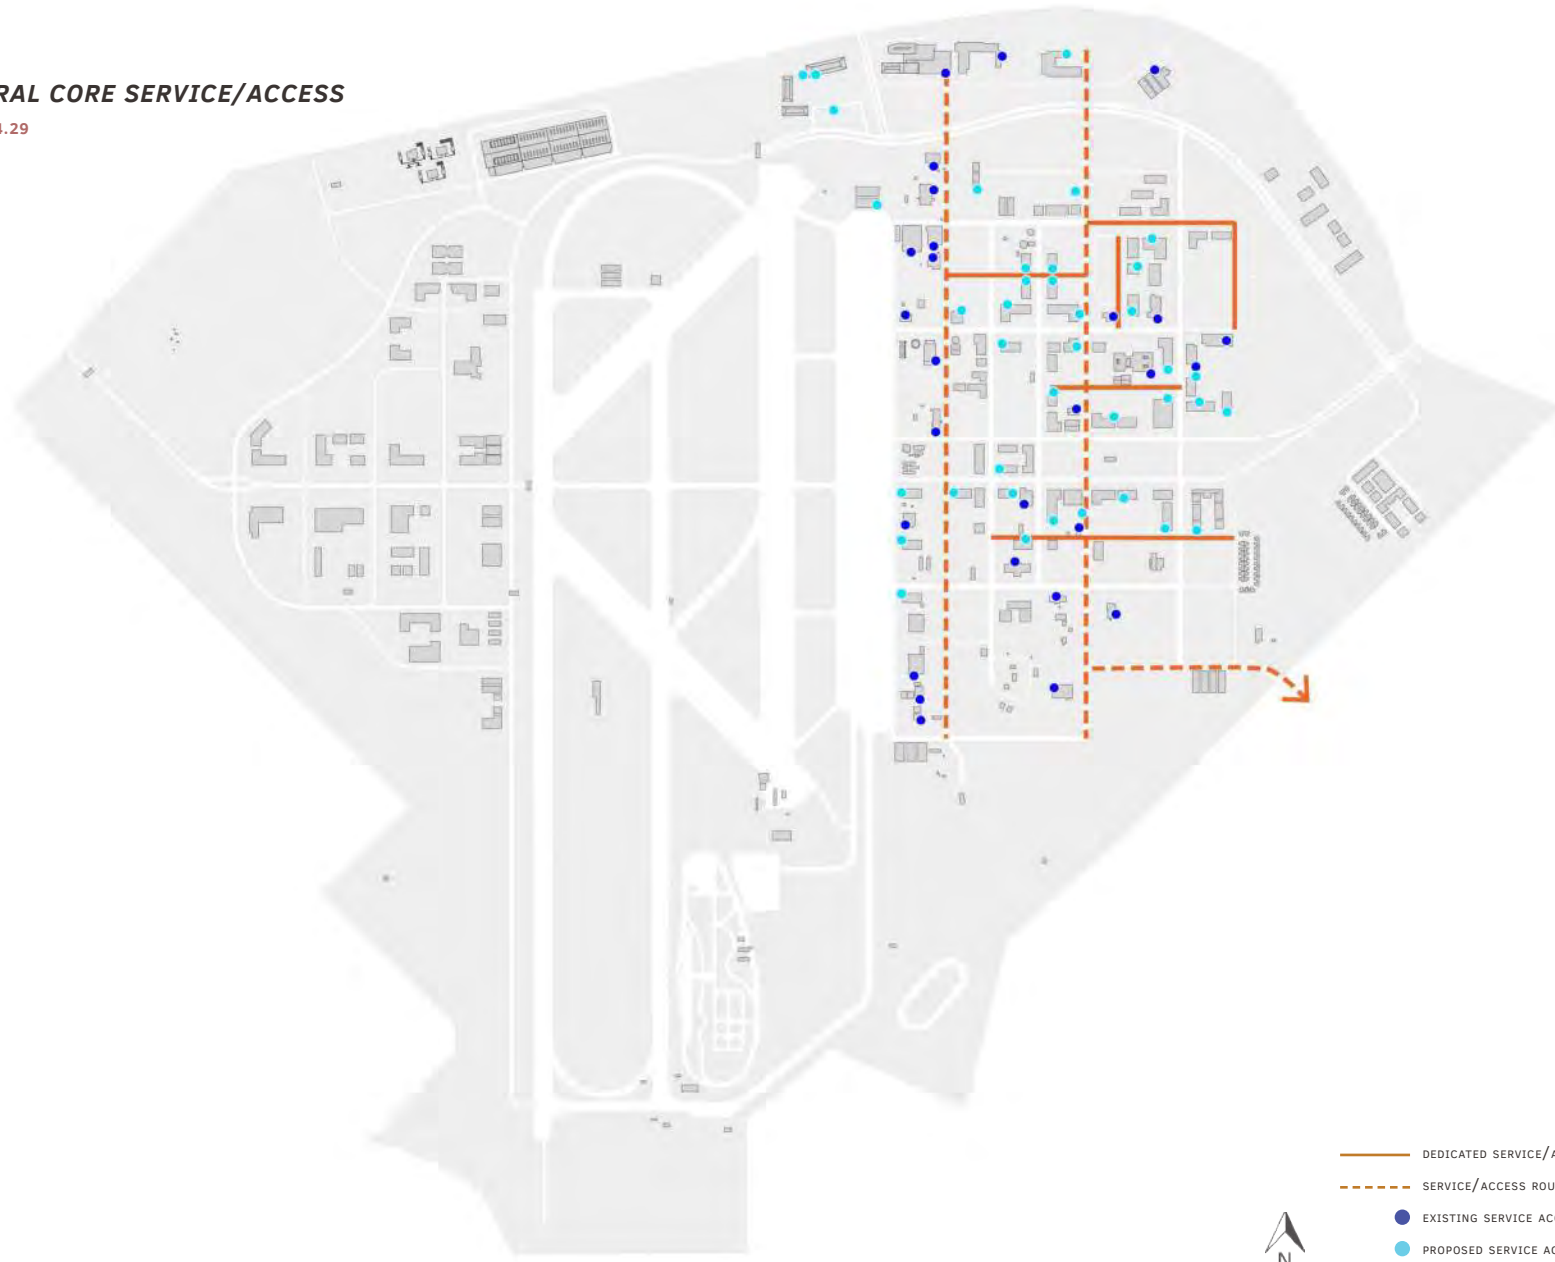 RAL CORE SERVICE/ACCESS
.29
DEDICATED SERVICE/A
SERVICE/ACCESS ROU
EXISTING SERVICE AC
PROPOSED SERVICE AC
N